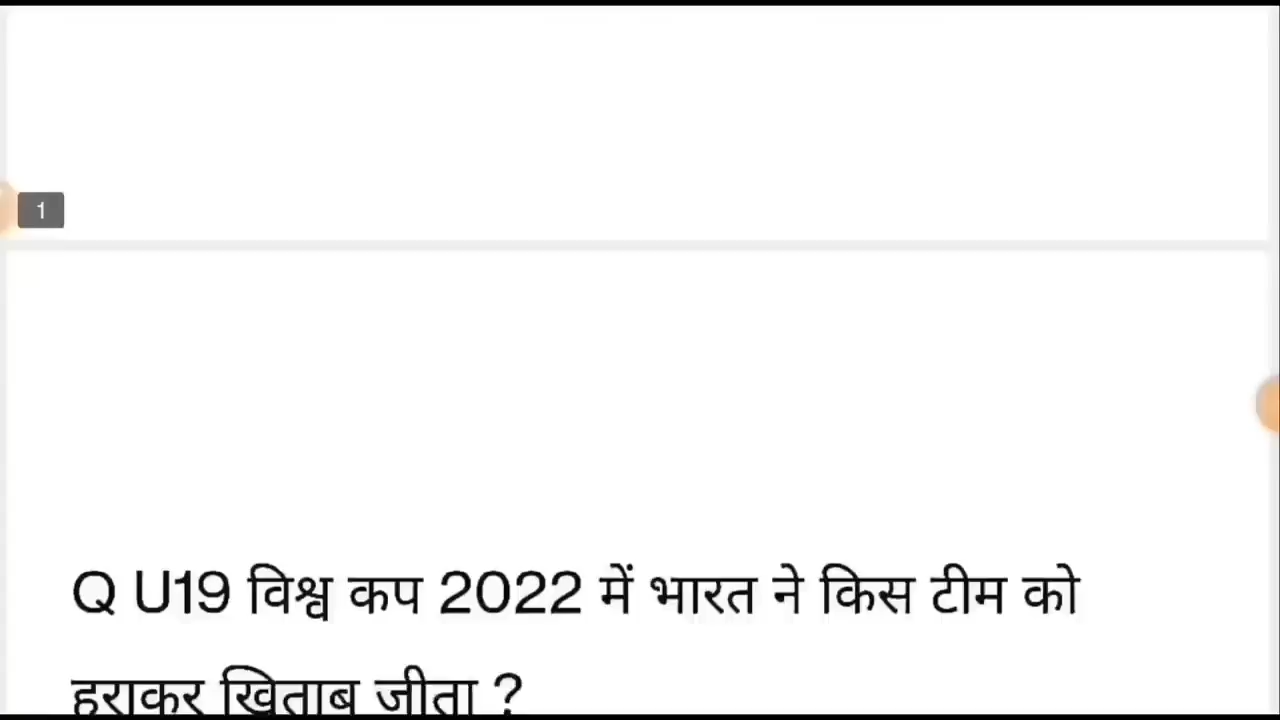 1
Q U19 विश्व कप 2022 में भारत ने किस टीम को
हराकर खिताब जीता ?